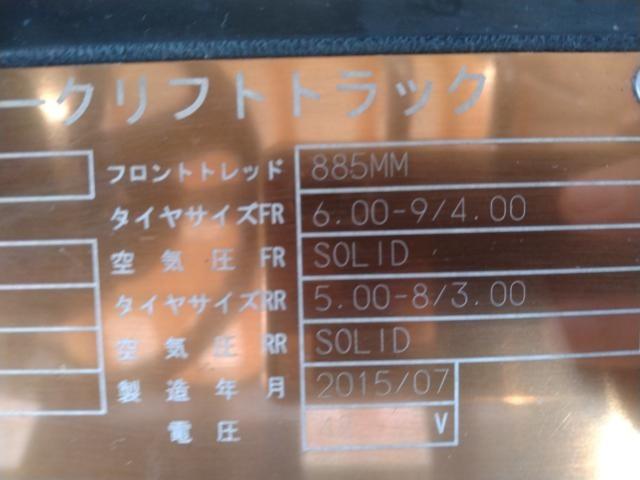 ークリフトトラック
フロントトレッド 885MM
タイヤサイズFR 6.00-9/4.00
空気圧 FR SOLID
タイヤサイズRR 5.00-8/3.00
空気圧 RR SOLID
製造年月 2015/07
電圧 V